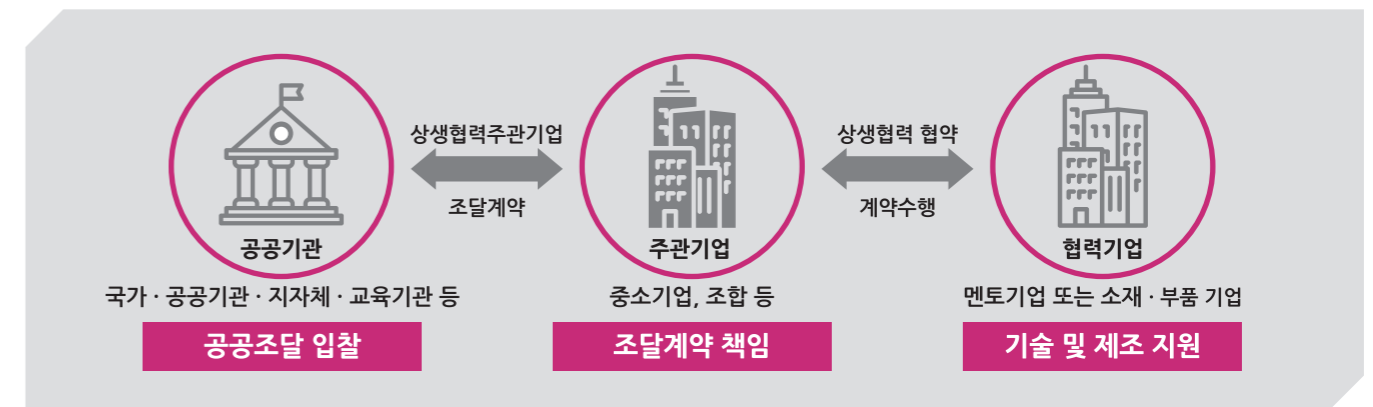 상생협력주관기업
상생협력 협약
조달계약
계약수행
공공기관
주관기업
협력기업
국가 · 공공기관 · 지자체 · 교육기관 등
중소기업, 조합 등
멘토기업 또는 소재 · 부품 기업
공공조달 입찰
조달계약 책임
기술 및 제조 지원